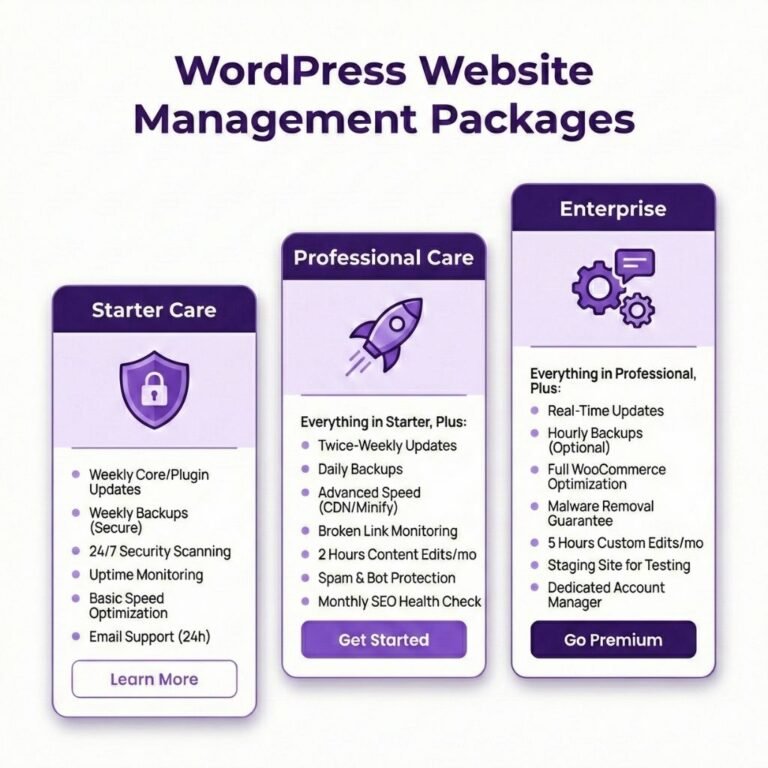 WordPress Website
Management Packages
Starter Care
Weekly Core/Plugin
Updates
Weekly Backups
(Secure)
24/7 Security Scanning
Uptime Monitoring
Basic Speed
Optimization
Email Support (24h)
Learn More
Professional Care
Everything in Starter, Plus:
Twice-Weekly Updates
Daily Backups
Advanced Speed
(CDN/Minify)
Broken Link Monitoring
2 Hours Content Edits/mo
Spam & Bot Protection
Monthly SEO Health Check
Get Started
Enterprise
Everything in Professional,
Plus:
Real-Time Updates
Hourly Backups
(Optional)
Full WooCommerce
Optimization
Malware Removal
Guarantee
5 Hours Custom Edits/mo
Staging Site for Testing
Dedicated Account
Manager
Go Premium